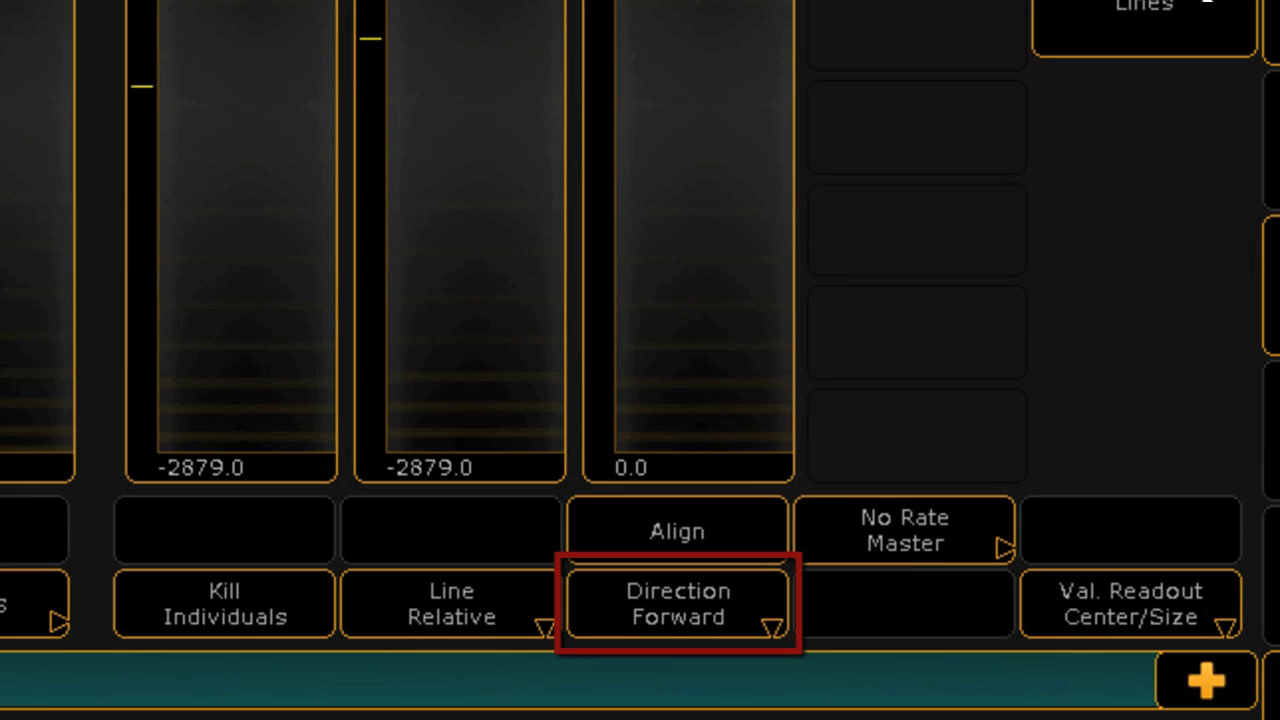 Lines
-2879.0
-2879.0
0.0
Align
No Rate
Master
Kill
Individuals
Line
Relative
Direction
Forward
Val. Readout
Center/Size